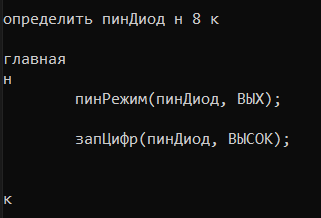 определить пинДиод н 8 к
главная
н
пинРежим(пинДиод, ВЫХ);
запЦифр(пинДиод, ВЫСОК);
к